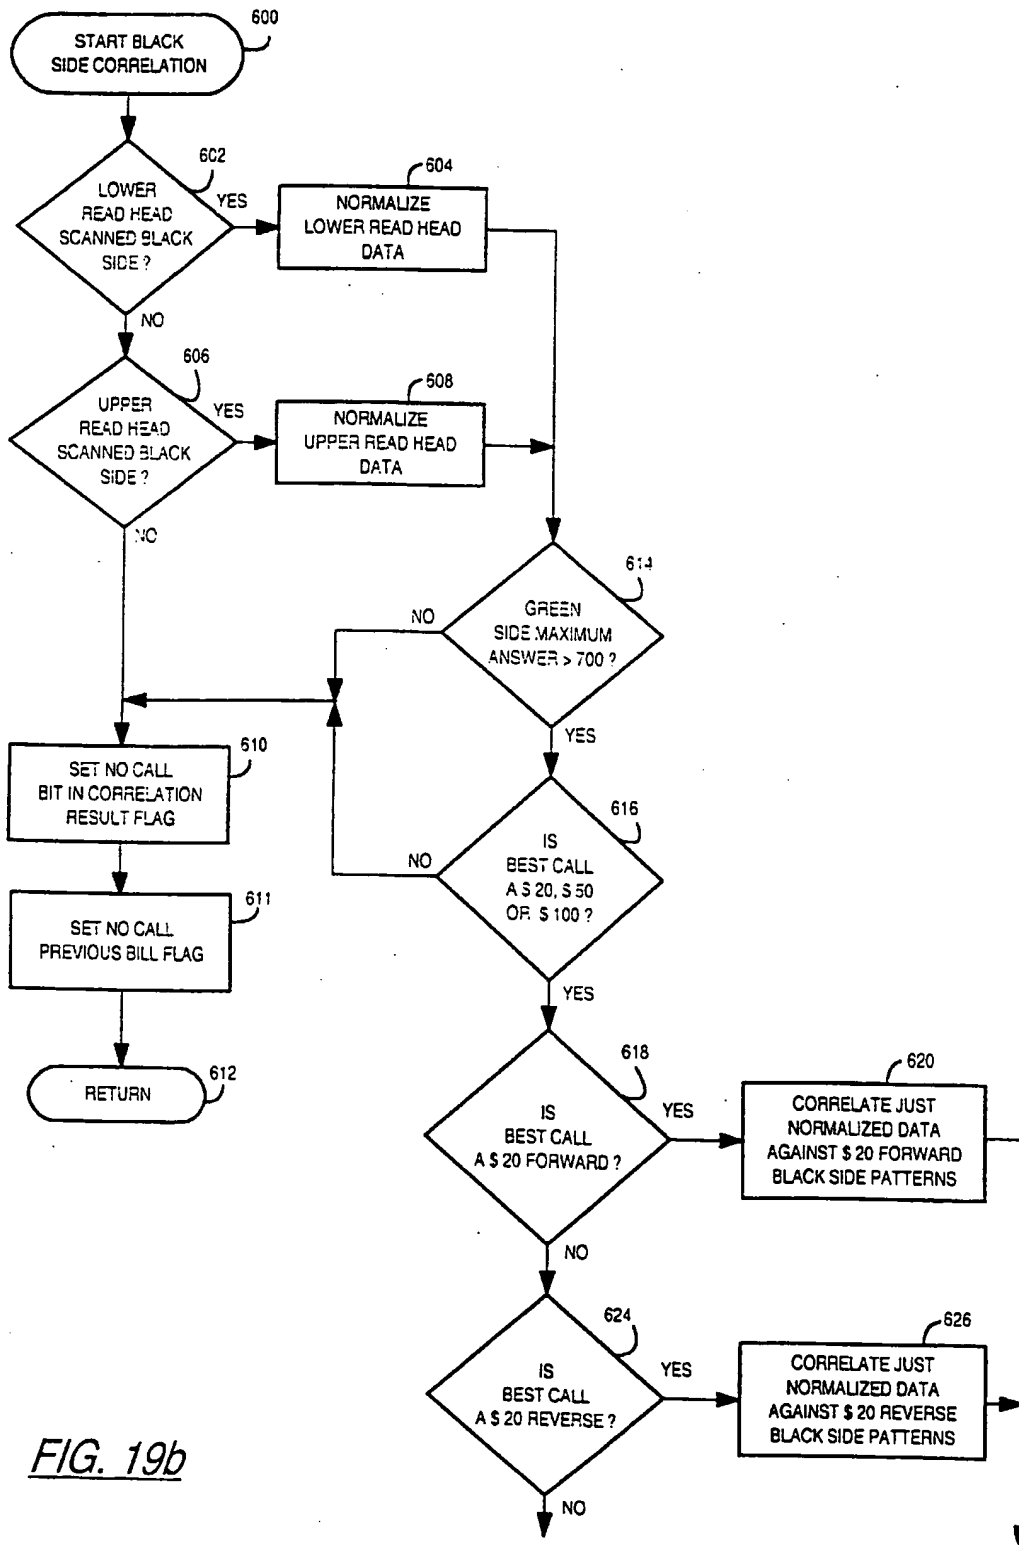 600
START BLACK
SIDE CORRELATION
602
LOWER
READ HEAD
SCANNED BLACK
SIDE ?
YES
604
NORMALIZE
LOWER READ HEAD
DATA
NO
606
UPPER
READ HEAD
SCANNED BLACK
SIDE ?
YES
608
NORMALIZE
UPPER READ HEAD
DATA
NO
614
GREEN
SIDE MAXIMUM
ANSWER > 700 ?
NO
YES
610
SET NO CALL
BIT IN CORRELATION
RESULT FLAG
616
IS
BEST CALL
A $ 20, $ 50
OR $ 100 ?
NO
YES
611
SET NO CALL
PREVIOUS BILL FLAG
612
RETURN
618
IS
BEST CALL
A $ 20 FORWARD ?
YES
620
CORRELATE JUST
NORMALIZED DATA
AGAINST $ 20 FORWARD
BLACK SIDE PATTERNS
NO
624
IS
BEST CALL
A $ 20 REVERSE ?
YES
626
CORRELATE JUST
NORMALIZED DATA
AGAINST $ 20 REVERSE
BLACK SIDE PATTERNS
NO
FIG. 19b